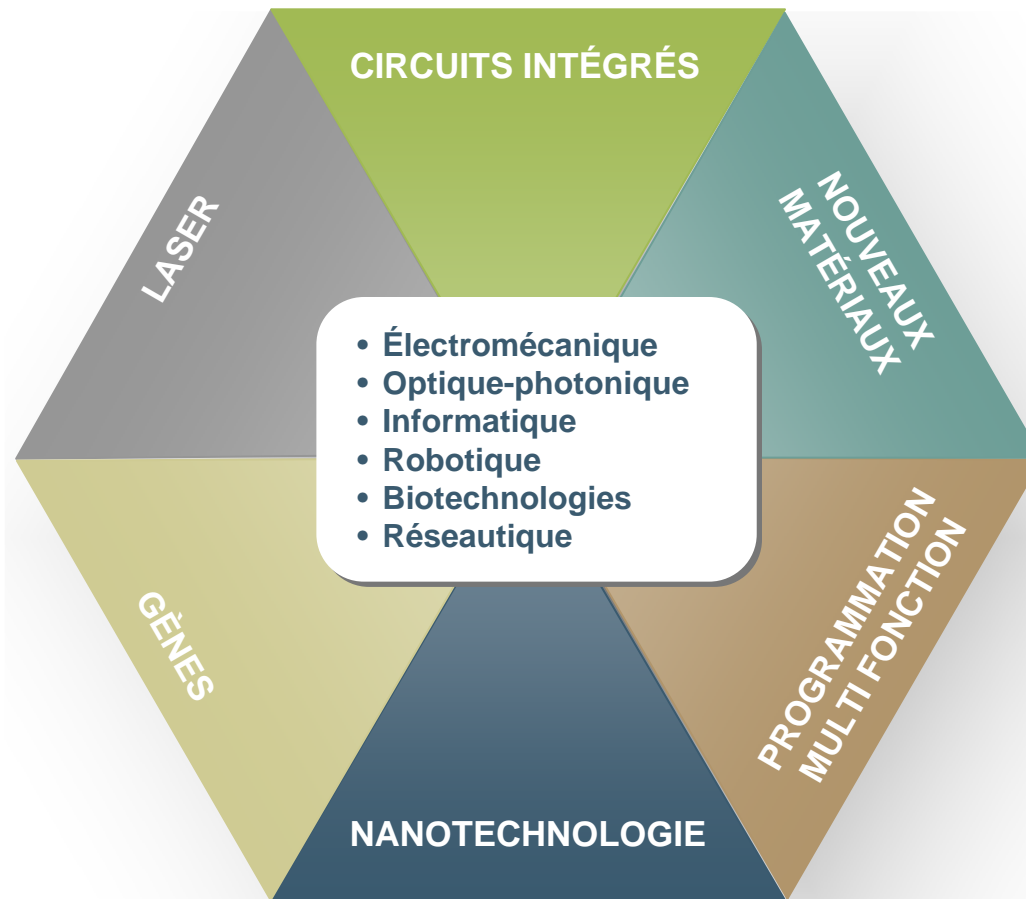 CIRCUITS INTÉGRÉS
NOUVEAUX
MATÉRIAUX
LASER
• Électromécanique
• Optique-photonique
• Informatique
• Robotique
• Biotechnologies
• Réseautique
PROGRAMMATION
MULTI FONCTION
GÈNES
NANOTECHNOLOGIE